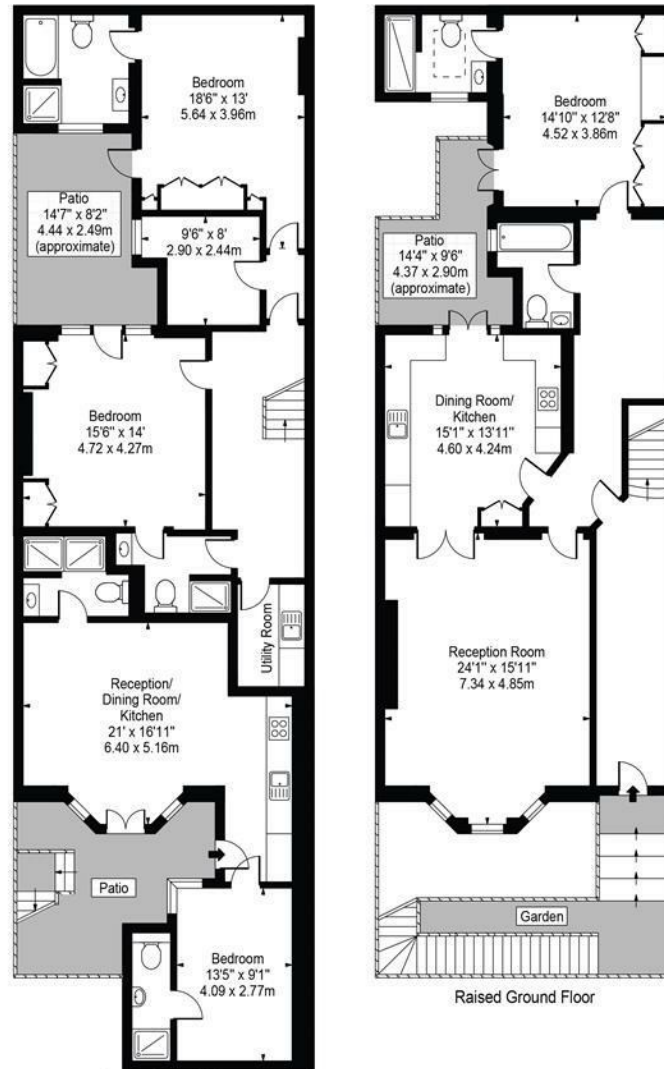 Bedroom
18'6" x 13'
5.64 x 3.96m
Patio
14'7" x 8'2"
4.44 x 2.49m
(approximate)
9'6" x 8'
2.90 x 2.44m
Bedroom
15'6" x 14'
4.72 x 4.27m
Utility Room
Reception/
Dining Room/
Kitchen
21' x 16'11"
6.40 x 5.16m
Patio
Bedroom
13'5" x 9'1"
4.09 x 2.77m
Bedroom
14'10" x 12'8"
4.52 x 3.86m
Patio
14'4" x 9'6"
4.37 x 2.90m
(approximate)
Dining Room/
Kitchen
15'1" x 13'11"
4.60 x 4.24m
Reception Room
24'1" x 15'11"
7.34 x 4.85m
Garden
Raised Ground Floor